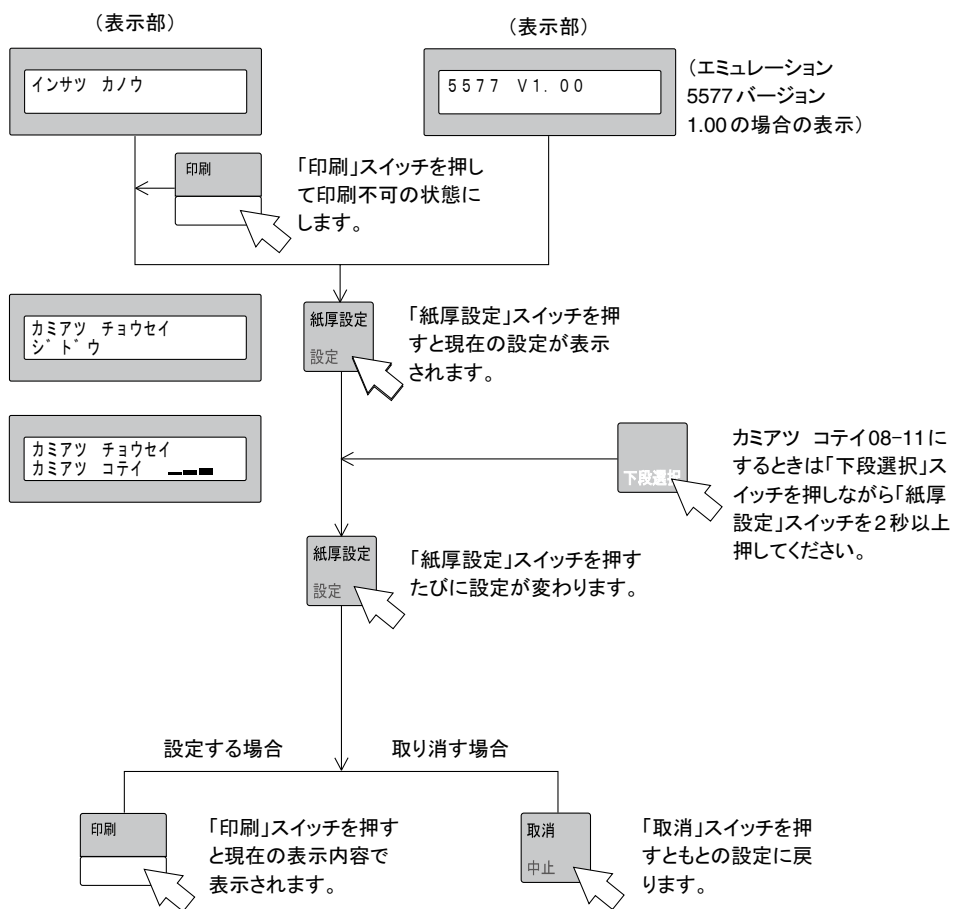 （表示部）
（表示部）
インサツ カノウ
5577 V1.00
（エミュレーション
5577バージョン
1.00の場合の表示）
印刷
「印刷」スイッチを押し
て印刷不可の状態に
します。
カミアツ チョウセイ
シ゛ト゛ウ
紙厚設定
設定
「紙厚設定」スイッチを押
すと現在の設定が表示
されます。
カミアツ チョウセイ
カミアツ コテイ
下段選択
カミアツ コテイ08-11に
するときは「下段選択」ス
イッチを押しながら「紙厚
設定」スイッチを2秒以上
押してください。
紙厚設定
設定
「紙厚設定」スイッチを押す
たびに設定が変わります。
設定する場合
取り消す場合
印刷
「印刷」スイッチを押す
と現在の表示内容で
表示されます。
取消
中止
「取消」スイッチを押
すともとの設定に戻
ります。